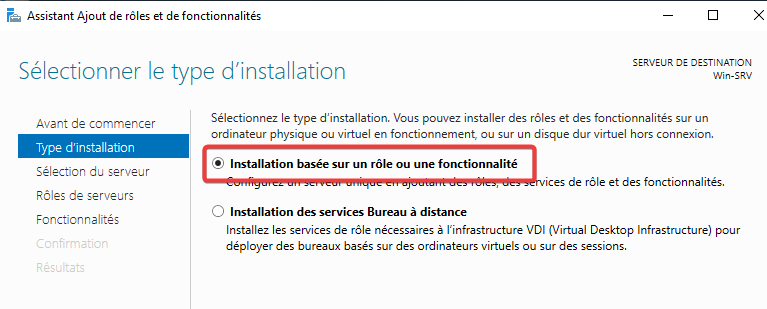 Assistant Ajout de rôles et de fonctionnalités
Sélectionner le type d’installation
SERVEUR DE DESTINATION
Win-SRV
Avant de commencer
Type d’installation
Sélection du serveur
Rôles de serveurs
Fonctionnalités
Confirmation
Résultats
Sélectionnez le type d’installation. Vous pouvez installer des rôles et des fonctionnalités sur un
ordinateur physique ou virtuel en fonctionnement, ou sur un disque dur virtuel hors connexion.
Installation basée sur un rôle ou une fonctionnalité
Configurez un serveur unique en ajoutant des rôles, des services de rôle et des fonctionnalités.
Installation des services Bureau à distance
Installez les services de rôle nécessaires à l’infrastructure VDI (Virtual Desktop Infrastructure) pour
déployer des bureaux basés sur des ordinateurs virtuels ou sur des sessions.